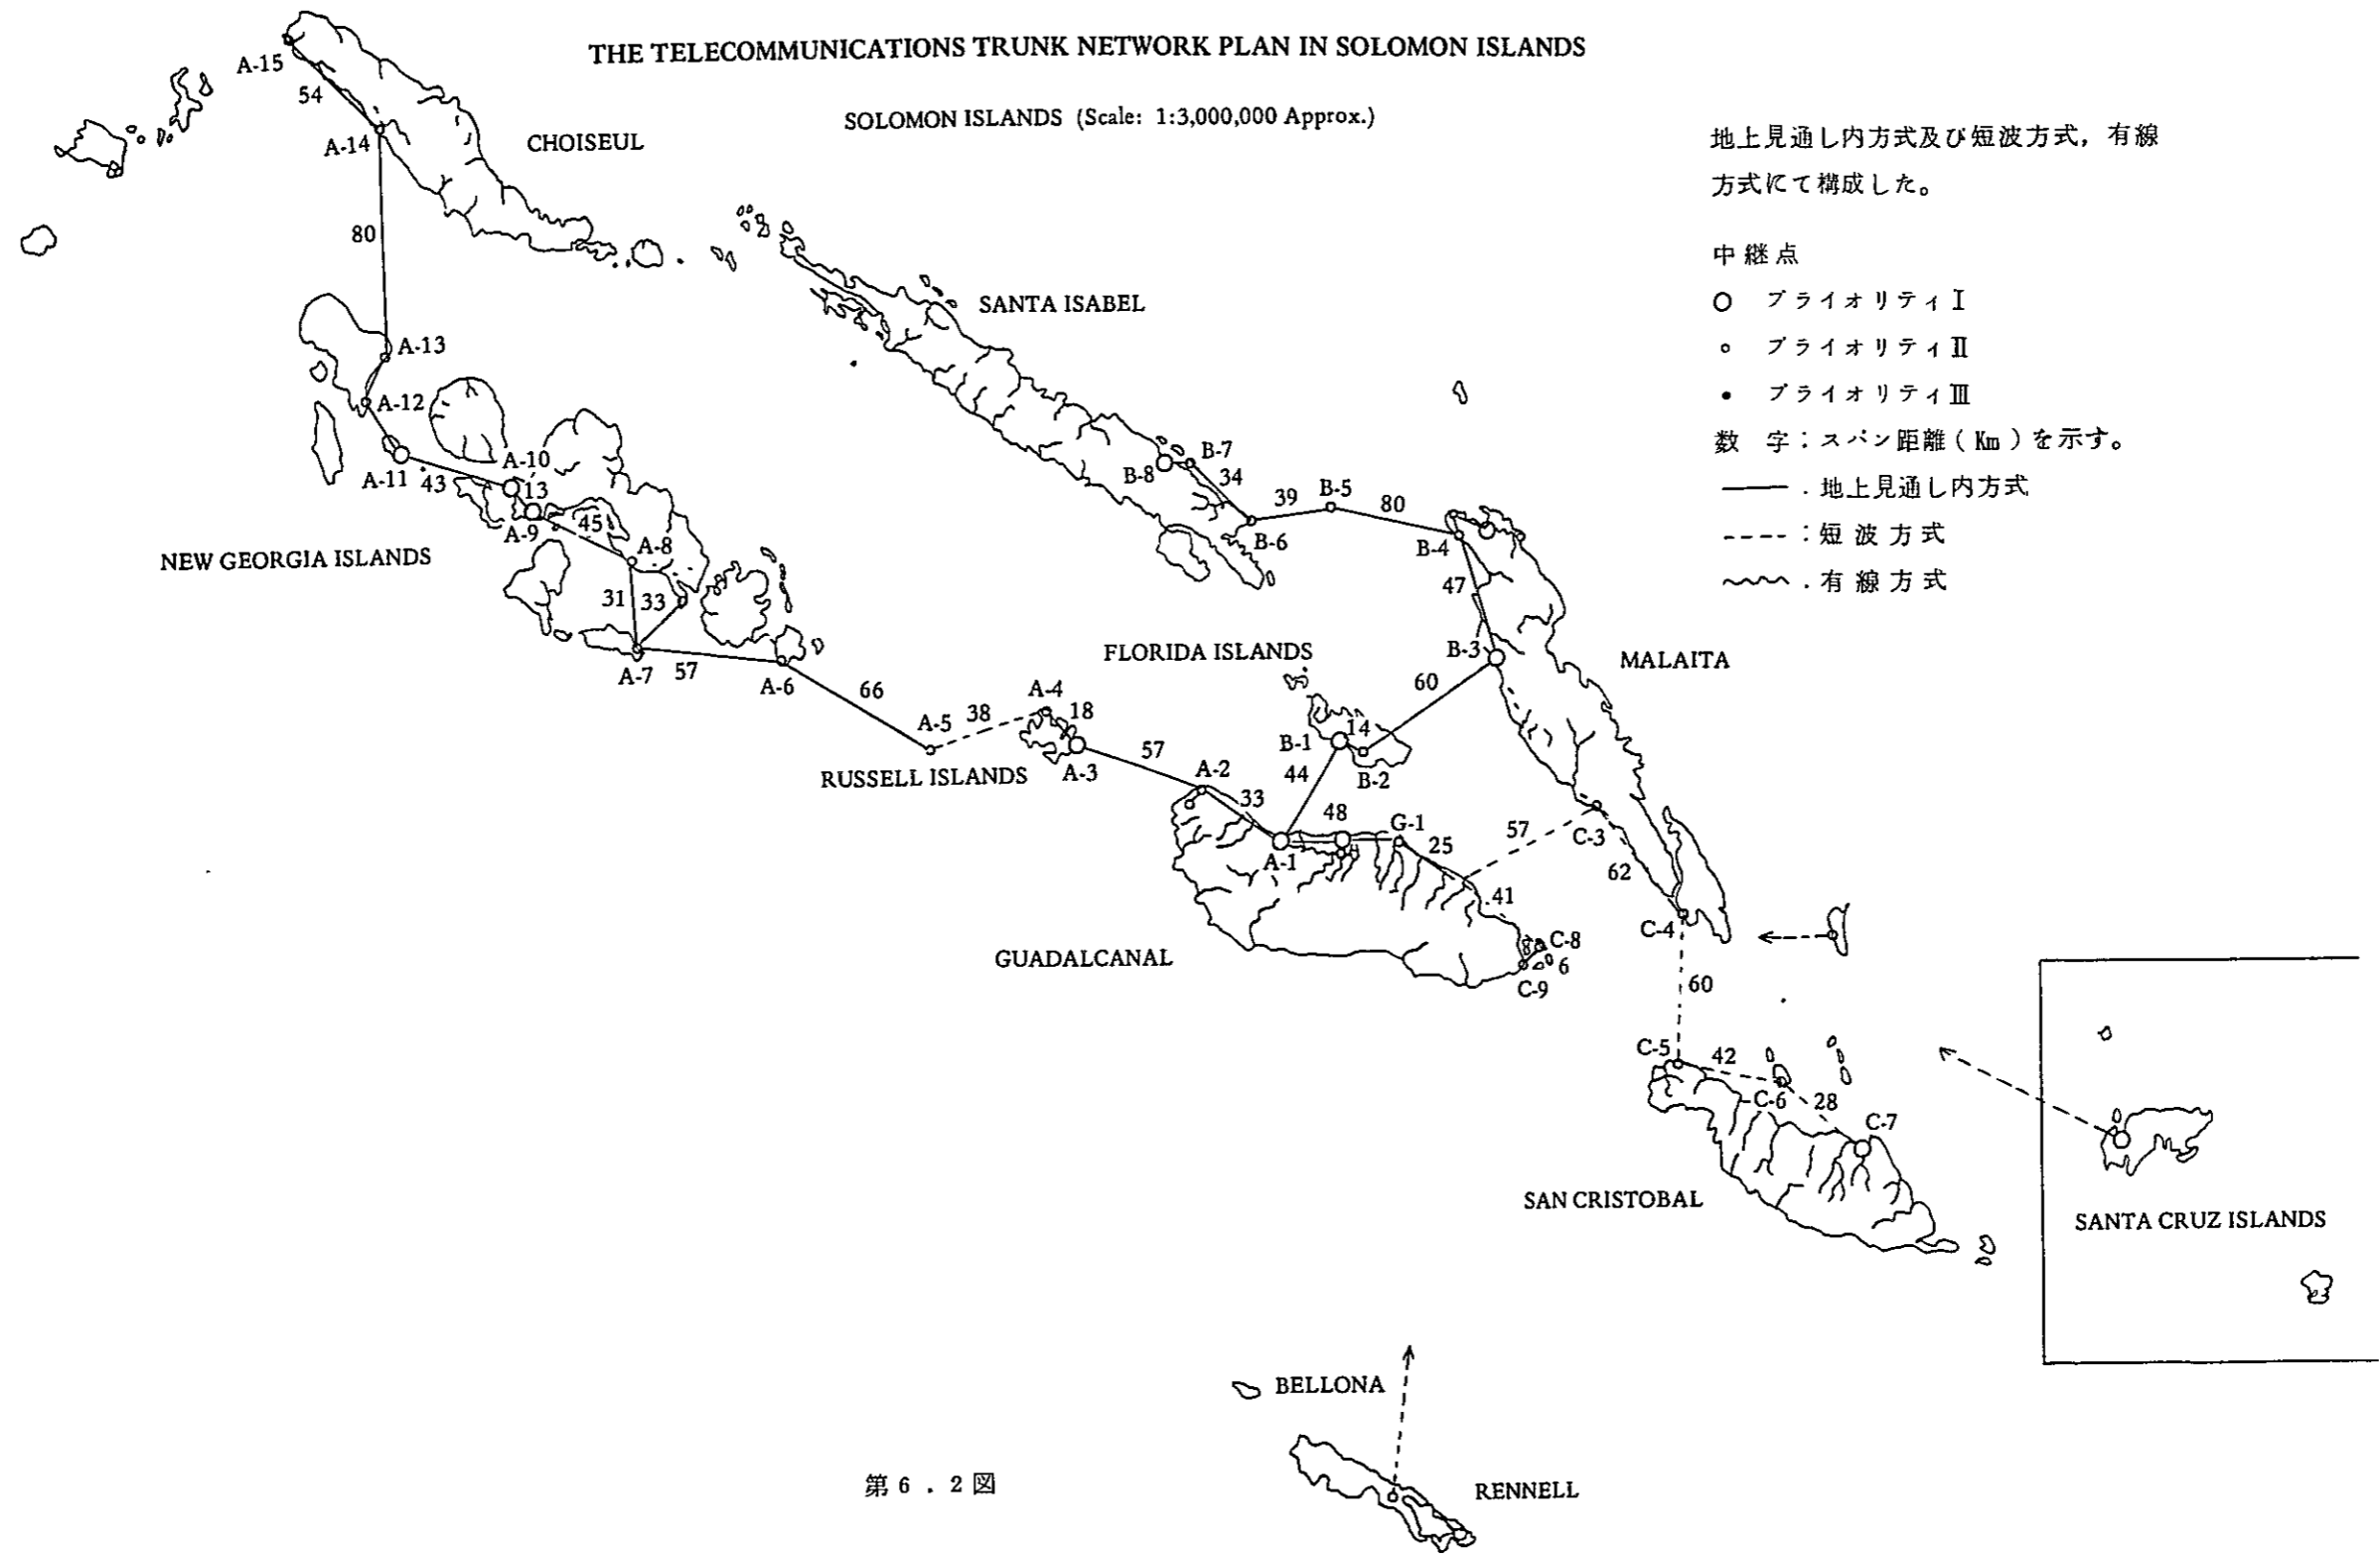 THE TELECOMMUNICATIONS TRUNK NETWORK PLAN IN SOLOMON ISLANDS
SOLOMON ISLANDS (Scale: 1:3,000,000 Approx.)
地上見通し内方式及び短波方式，有線
方式にて構成した。
中継点
プライオリティⅠ
プライオリティⅡ
プライオリティⅢ
数 字：スパン距離（Km）を示す。
. 地上見通し内方式
：短波方式
. 有線方式
A-15
54
A-14
CHOISEUL
80
A-13
A-12
A-11
43
A-10
13
A-9
45
A-8
NEW GEORGIA ISLANDS
31
33
A-7
57
A-6
66
A-5
38
A-4
18
A-3
RUSSELL ISLANDS
57
A-2
33
A-1
SANTA ISABEL
B-8
B-7
34
B-6
39
B-5
80
B-4
47
B-3
MALAITA
FLORIDA ISLANDS
60
14
B-1
B-2
44
48
G-1
25
57
C-3
62
.41
C-4
C-8
8
6
C-9
GUADALCANAL
60
C-5
42
C-6
28
C-7
SAN CRISTOBAL
SANTA CRUZ ISLANDS
BELLONA
RENNELL
第6．2図